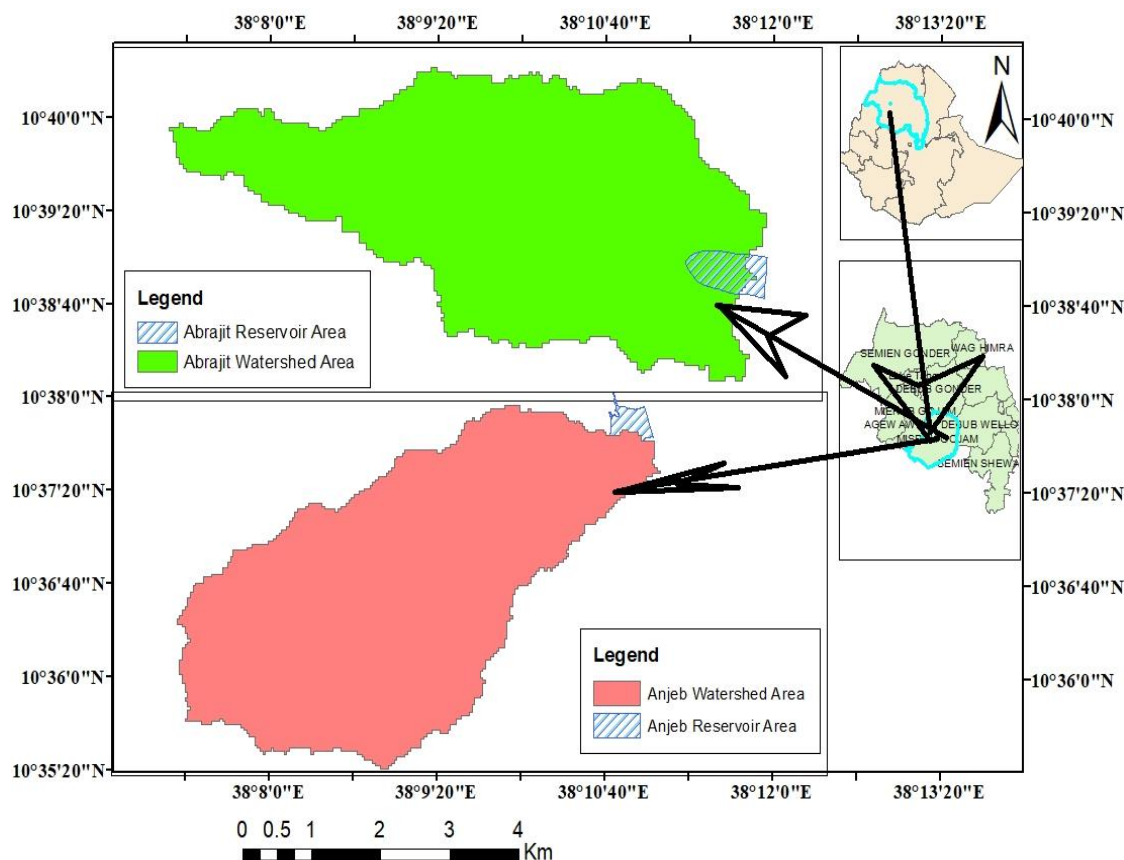 38°8'0"E 38°9'20"E 38°10'40"E 38°12'0"E 38°13'20"E
N
10°40'0"N
10°40'0"N
10°39'20"N
10°39'20"N
Legend
Abrajit Reservoir Area
Abrajit Watershed Area
10°38'40"N
10°38'40"N
WAG HIMRA
SEMIEN GONDER
DEBUB GONDER
10°38'0"N
10°38'0"N
AGEW DEBUB WELLO
SEMIEN SHEWA
10°37'20"N
10°37'20"N
10°36'40"N
10°36'40"N
Legend
Anjeb Watershed Area
Anjeb Reservoir Area
10°36'0"N
10°36'0"N
10°35'20"N
38°8'0"E 38°9'20"E 38°10'40"E 38°12'0"E 38°13'20"E
0 0.5 1 2 3 4
Km